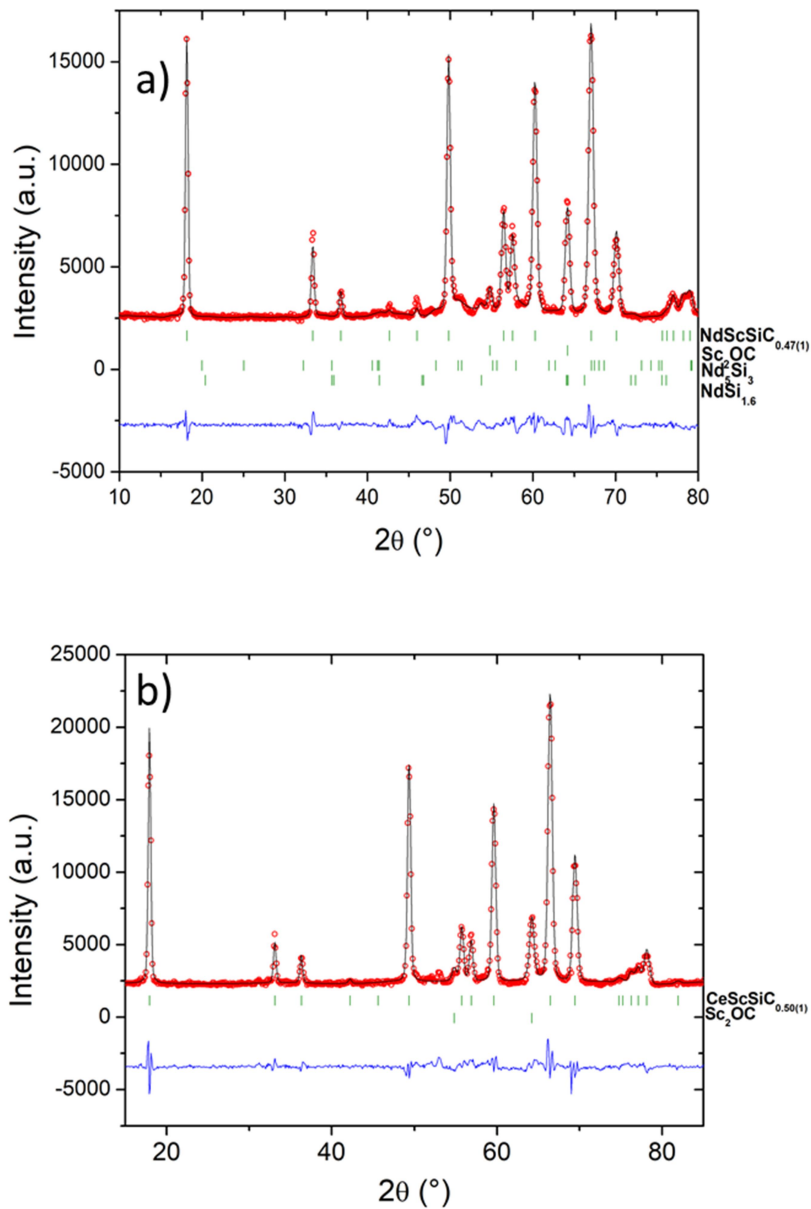 a)
15000
10000
5000
0
-5000
Intensity (a.u.)
NdScSiC0.47(1)
Sc2OC
Nd5Si3
NdSi1.6
10 20 30 40 50 60 70 80
2θ (°)
b)
25000
20000
15000
10000
5000
0
-5000
Intensity (a.u.)
CeScSiC0.50(1)
Sc2OC
20 40 60 80
2θ (°)